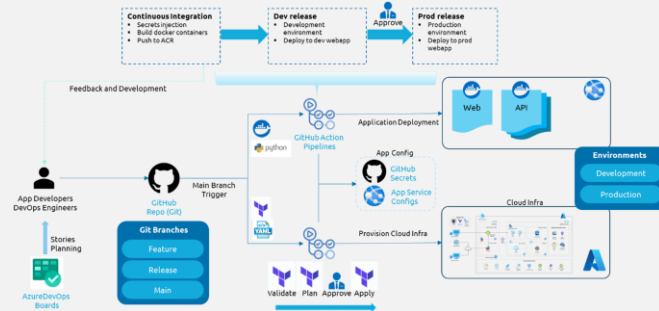 Continuous Integration
• Secrets injection
• Build docker containers
• Push to ACR
Dev release
• Development
environment
• Deploy to dev webapp
Approve
Prod release
• Production
environment
• Deploy to prod
webapp
Feedback and Development
Web
API
Application Deployment
python
GitHub Action
Pipelines
App Config
GitHub
Secrets
App Service
Configs
Environments
Development
Production
App Developers
DevOps Engineers
GitHub
Repo (Git)
Main Branch
Trigger
Cloud Infra
YAML
Provision Cloud Infra
Stories
Planning
Git Branches
Feature
Release
Main
AzureDevOps
Boards
Validate
Plan
Approve
Apply